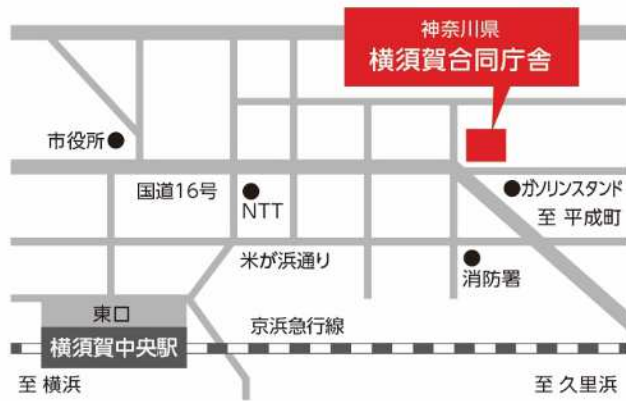 神奈川県
横須賀合同庁舎
市役所
国道16号
NTT
ガソリンスタンド
至 平成町
米が浜通り
消防署
東口
京浜急行線
横須賀中央駅
至 横浜
至 久里浜